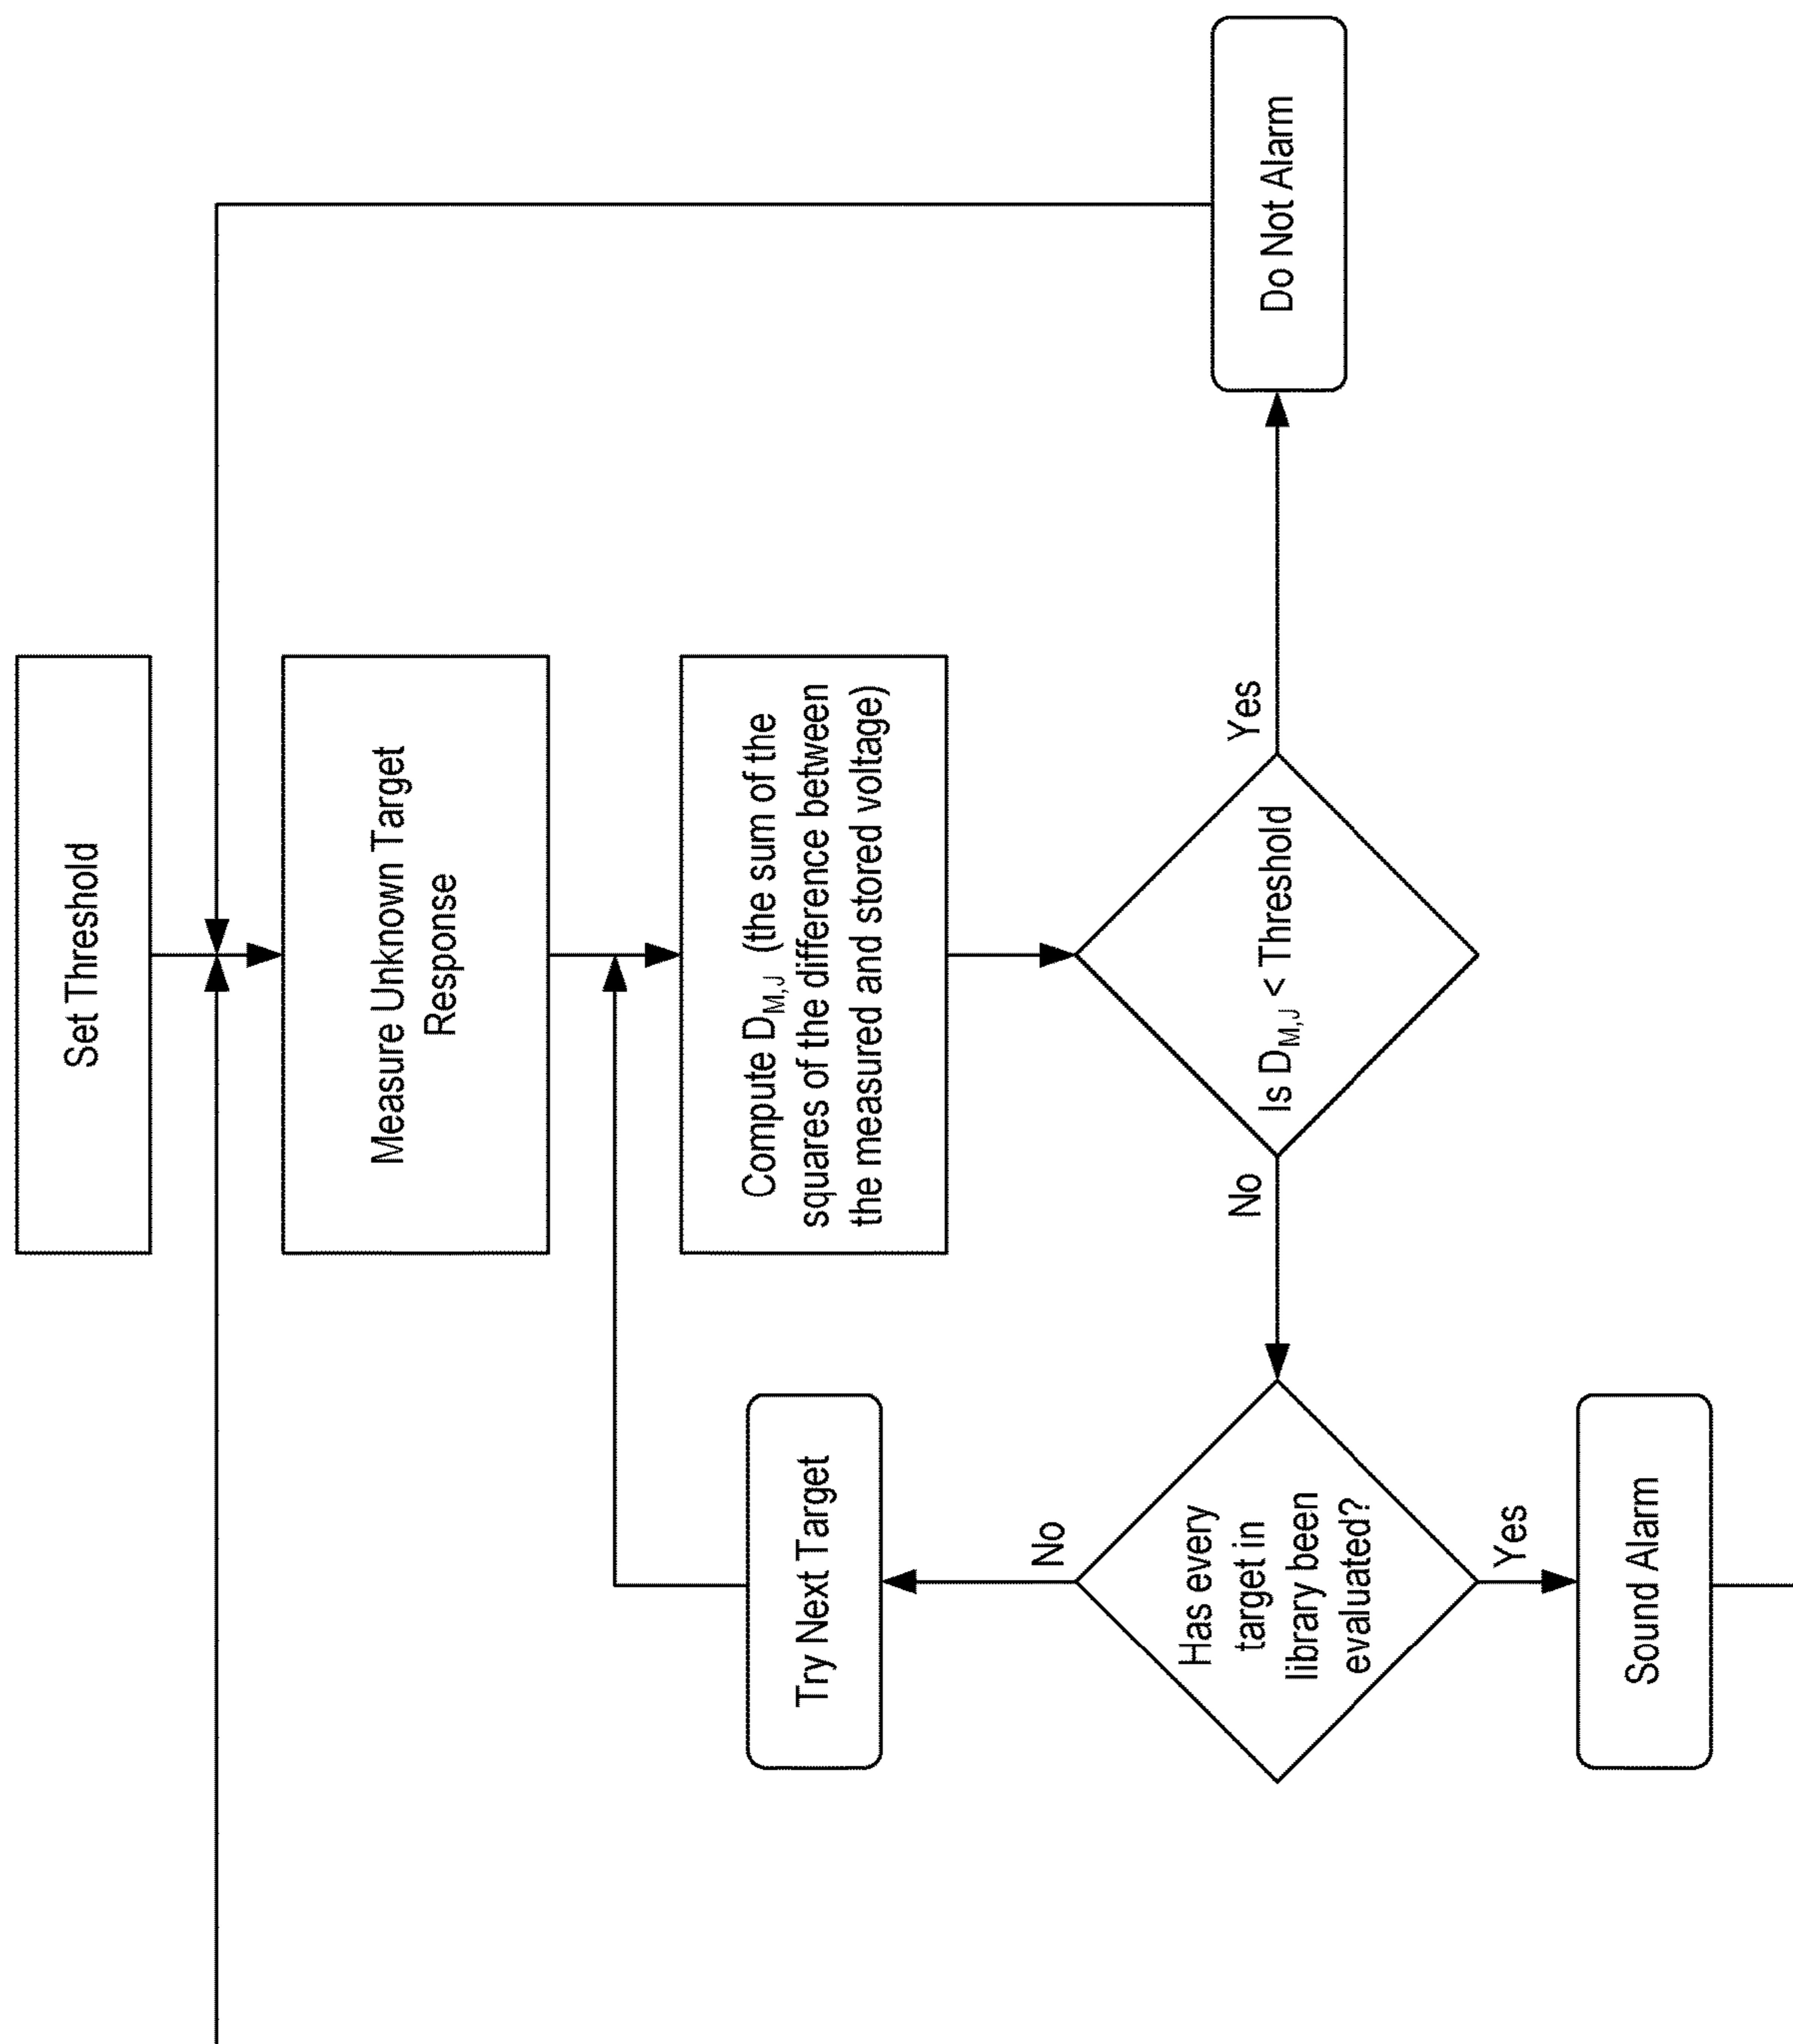 Set Threshold
Measure Unknown Target
Response
Compute D_M,J (the sum of the
squares of the difference between
the measured and stored voltage)
Is D_M,J < Threshold
Yes
Do Not Alarm
No
Has every
target in
library been
evaluated?
No
Try Next Target
Yes
Sound Alarm